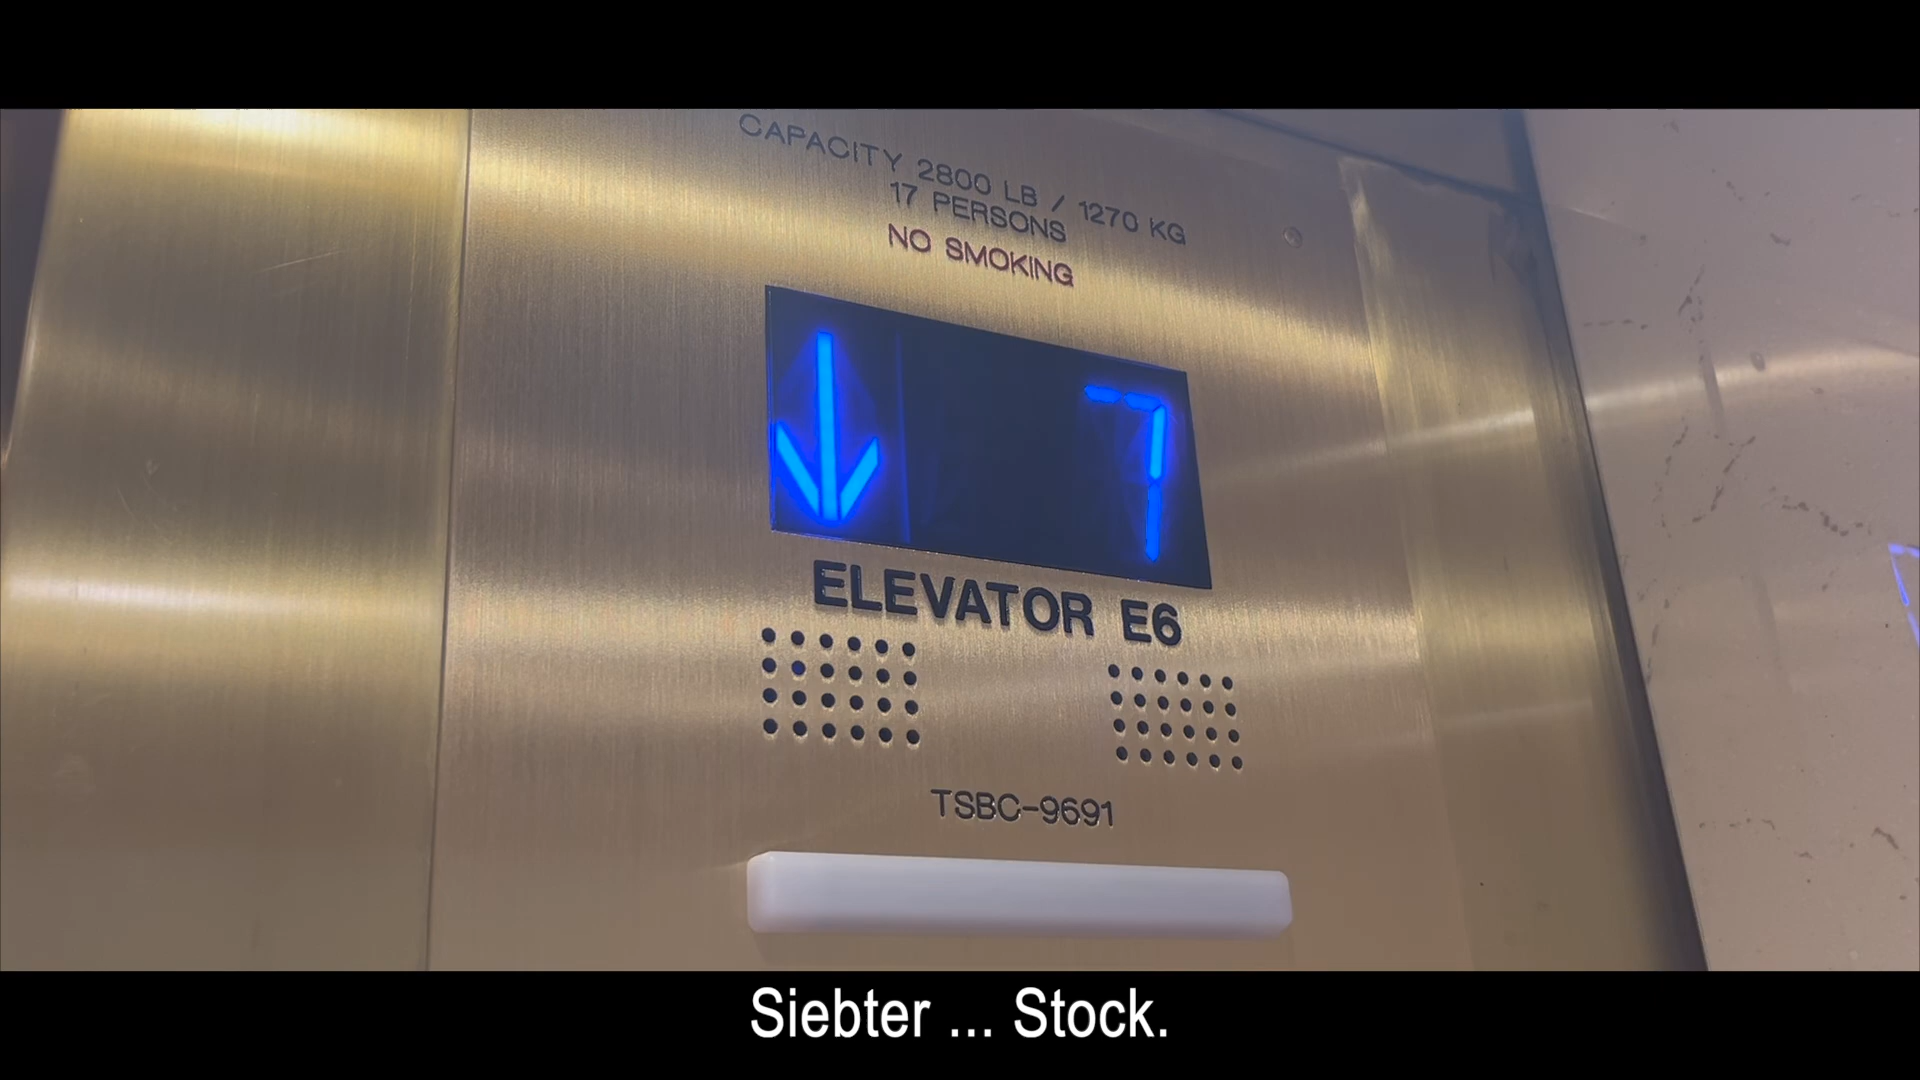 CAPACITY 2800 LB / 1270 KG
17 PERSONS
NO SMOKING
7
ELEVATOR E6
TSBC-9691
Siebter ... Stock.